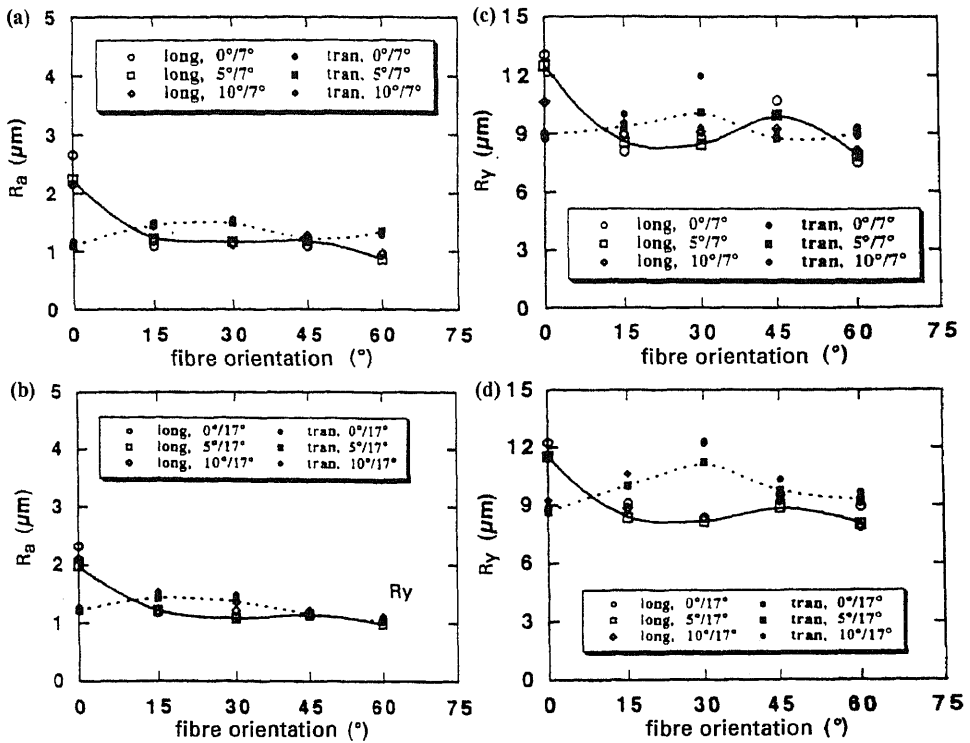 (a)
5
4
3
2
1
0
Ra (µm)
long, 0°/7° tran, 0°/7°
long, 5°/7° tran, 5°/7°
long, 10°/7° tran, 10°/7°
0 15 30 45 60 75
fibre orientation (°)
(c)
15
12
9
6
3
0
Ry (µm)
long, 0°/7° tran, 0°/7°
long, 5°/7° tran, 5°/7°
long, 10°/7° tran, 10°/7°
0 15 30 45 60 75
fibre orientation (°)
(b)
5
4
3
2
1
0
Ra (µm)
long, 0°/17° tran, 0°/17°
long, 5°/17° tran, 5°/17°
long, 10°/17° tran, 10°/17°
Ry
0 15 30 45 60 75
fibre orientation (°)
(d)
15
12
9
6
3
0
Ry (µm)
long, 0°/17° tran, 0°/17°
long, 5°/17° tran, 5°/17°
long, 10°/17° tran, 10°/17°
0 15 30 45 60 75
fibre orientation (°)